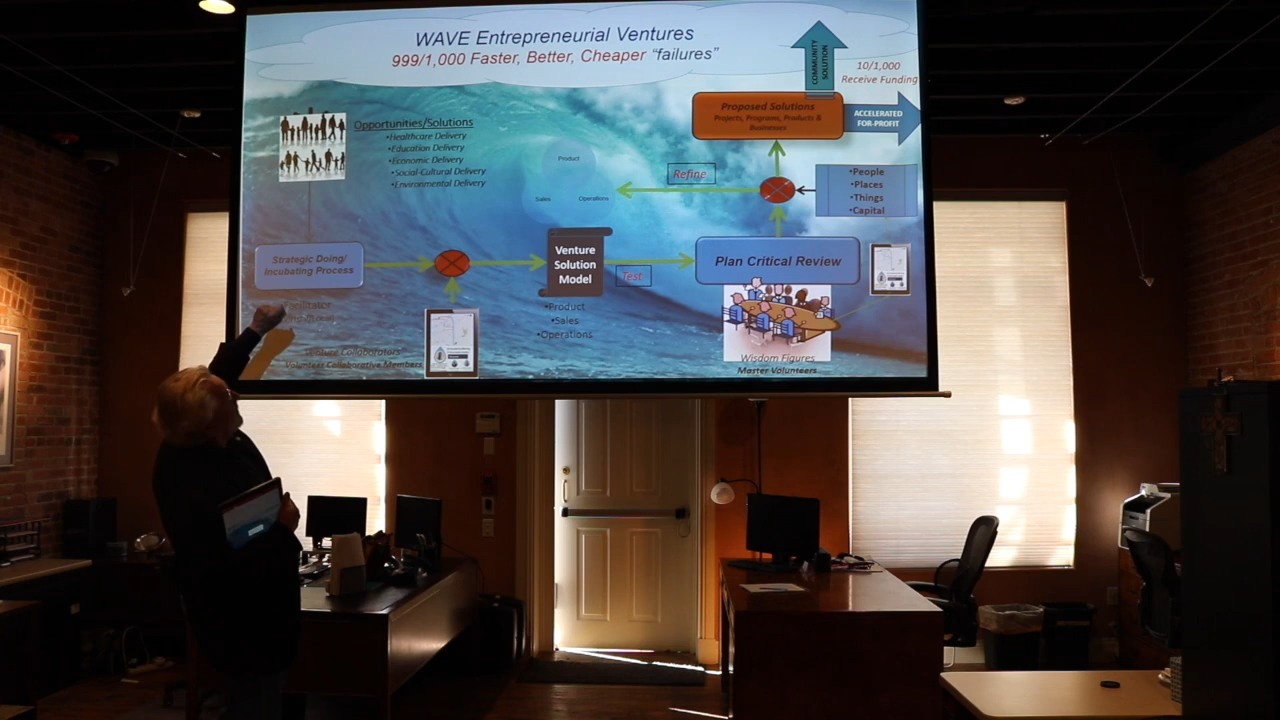 WAVE Entrepreneurial Ventures
999/1,000 Faster, Better, Cheaper “failures”
COMMUNITY
SOLUTION
10/1,000
Receive Funding
Proposed Solutions
Projects, Programs, Products &
Businesses
ACCELERATED
FOR-PROFIT
Opportunities/Solutions
•Healthcare Delivery
•Education Delivery
•Economic Delivery
•Social-Cultural Delivery
•Environmental Delivery
Product
Sales
Operations
Refine
•People
•Places
•Things
•Capital
Strategic Doing/
Incubating Process
Venture
Solution
Model
Test
Plan Critical Review
Facilitator
•Product
•Sales
•Operations
Venture Collaborators
Volunteer Collaborative Members
Wisdom Figures
Master Volunteers